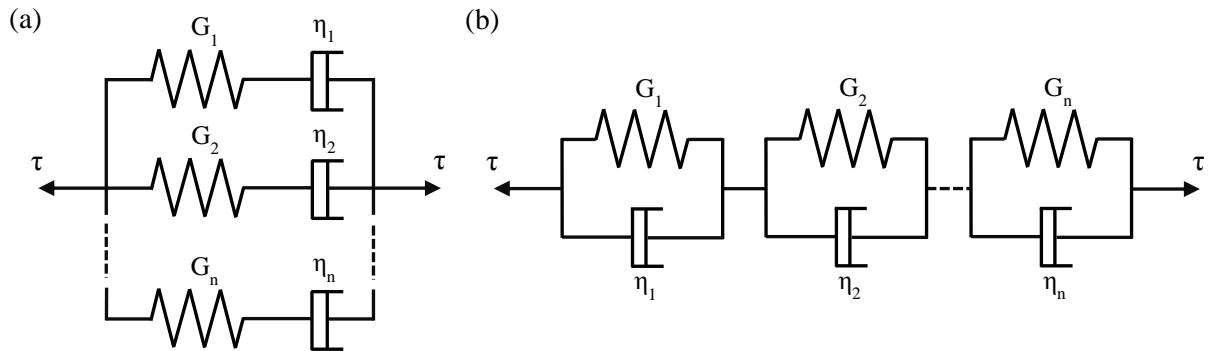 (a)
G₁ η₁
τ G₂ η₂ τ
Gₙ ηₙ
(b)
G₁ G₂ Gₙ
τ τ
η₁ η₂ ηₙ